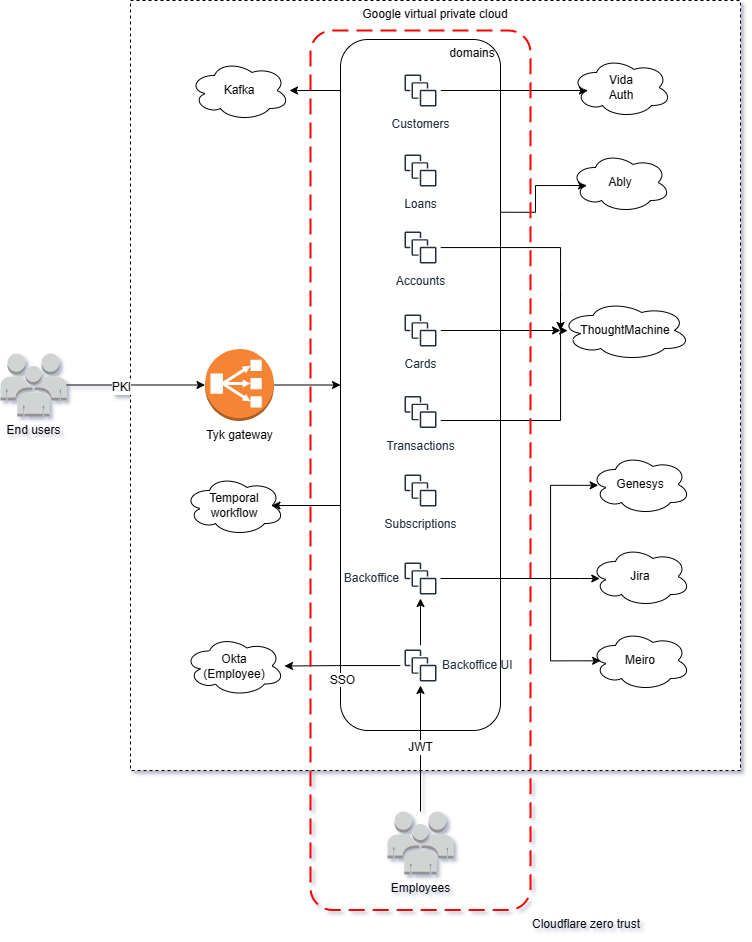 Google virtual private cloud
domains
Kafka
Vida
Auth
Customers
Loans
Ably
Accounts
ThoughtMachine
Cards
End users
PKI
Tyk gateway
Transactions
Temporal
workflow
Subscriptions
Genesys
Backoffice
Jira
Okta
(Employee)
SSO
Backoffice UI
Meiro
JWT
Employees
Cloudflare zero trust